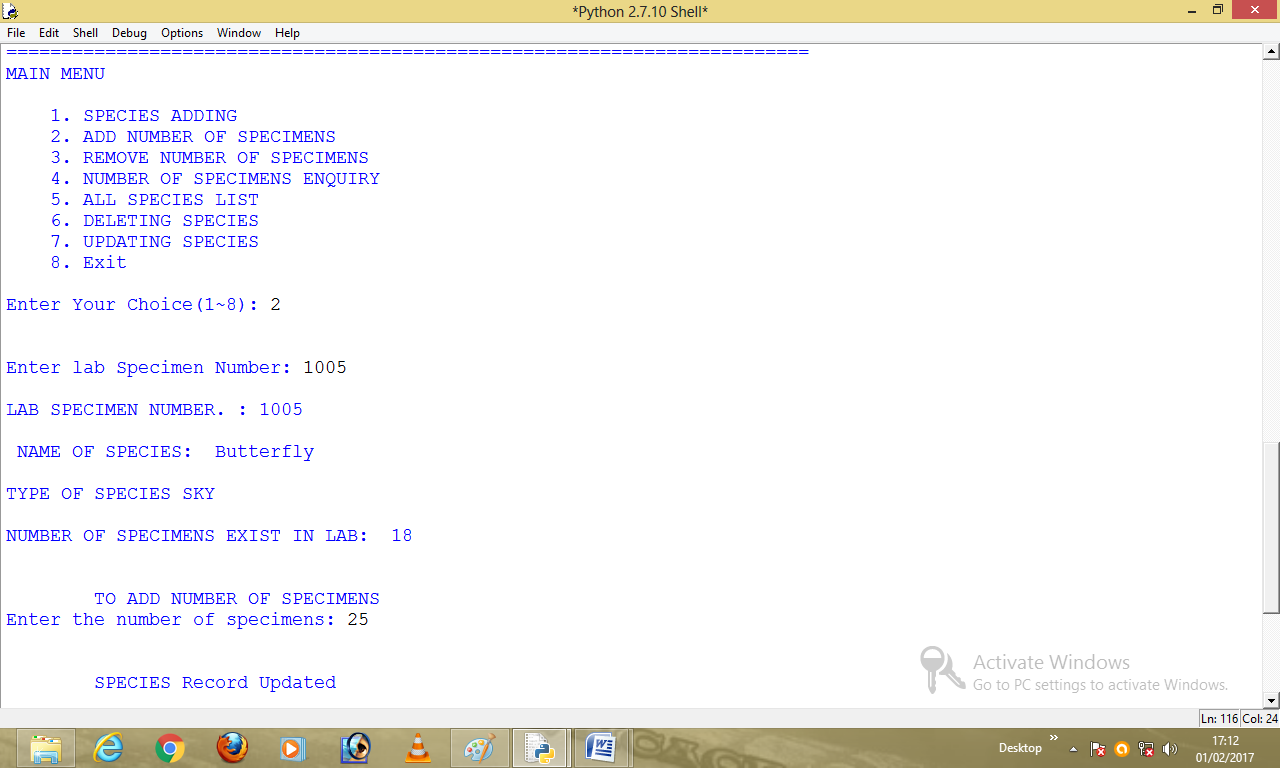 *Python 2.7.10 Shell*
File Edit Shell Debug Options Window Help
=========================================================================
MAIN MENU
1. SPECIES ADDING
2. ADD NUMBER OF SPECIMENS
3. REMOVE NUMBER OF SPECIMENS
4. NUMBER OF SPECIMENS ENQUIRY
5. ALL SPECIES LIST
6. DELETING SPECIES
7. UPDATING SPECIES
8. Exit
Enter Your Choice(1~8): 2
Enter lab Specimen Number: 1005
LAB SPECIMEN NUMBER. : 1005
NAME OF SPECIES:  Butterfly
TYPE OF SPECIES SKY
NUMBER OF SPECIMENS EXIST IN LAB:  18
TO ADD NUMBER OF SPECIMENS
Enter the number of specimens: 25
SPECIES Record Updated
Activate Windows
Go to PC settings to activate Windows.
Ln: 116 Col: 24
Desktop
17:12
01/02/2017